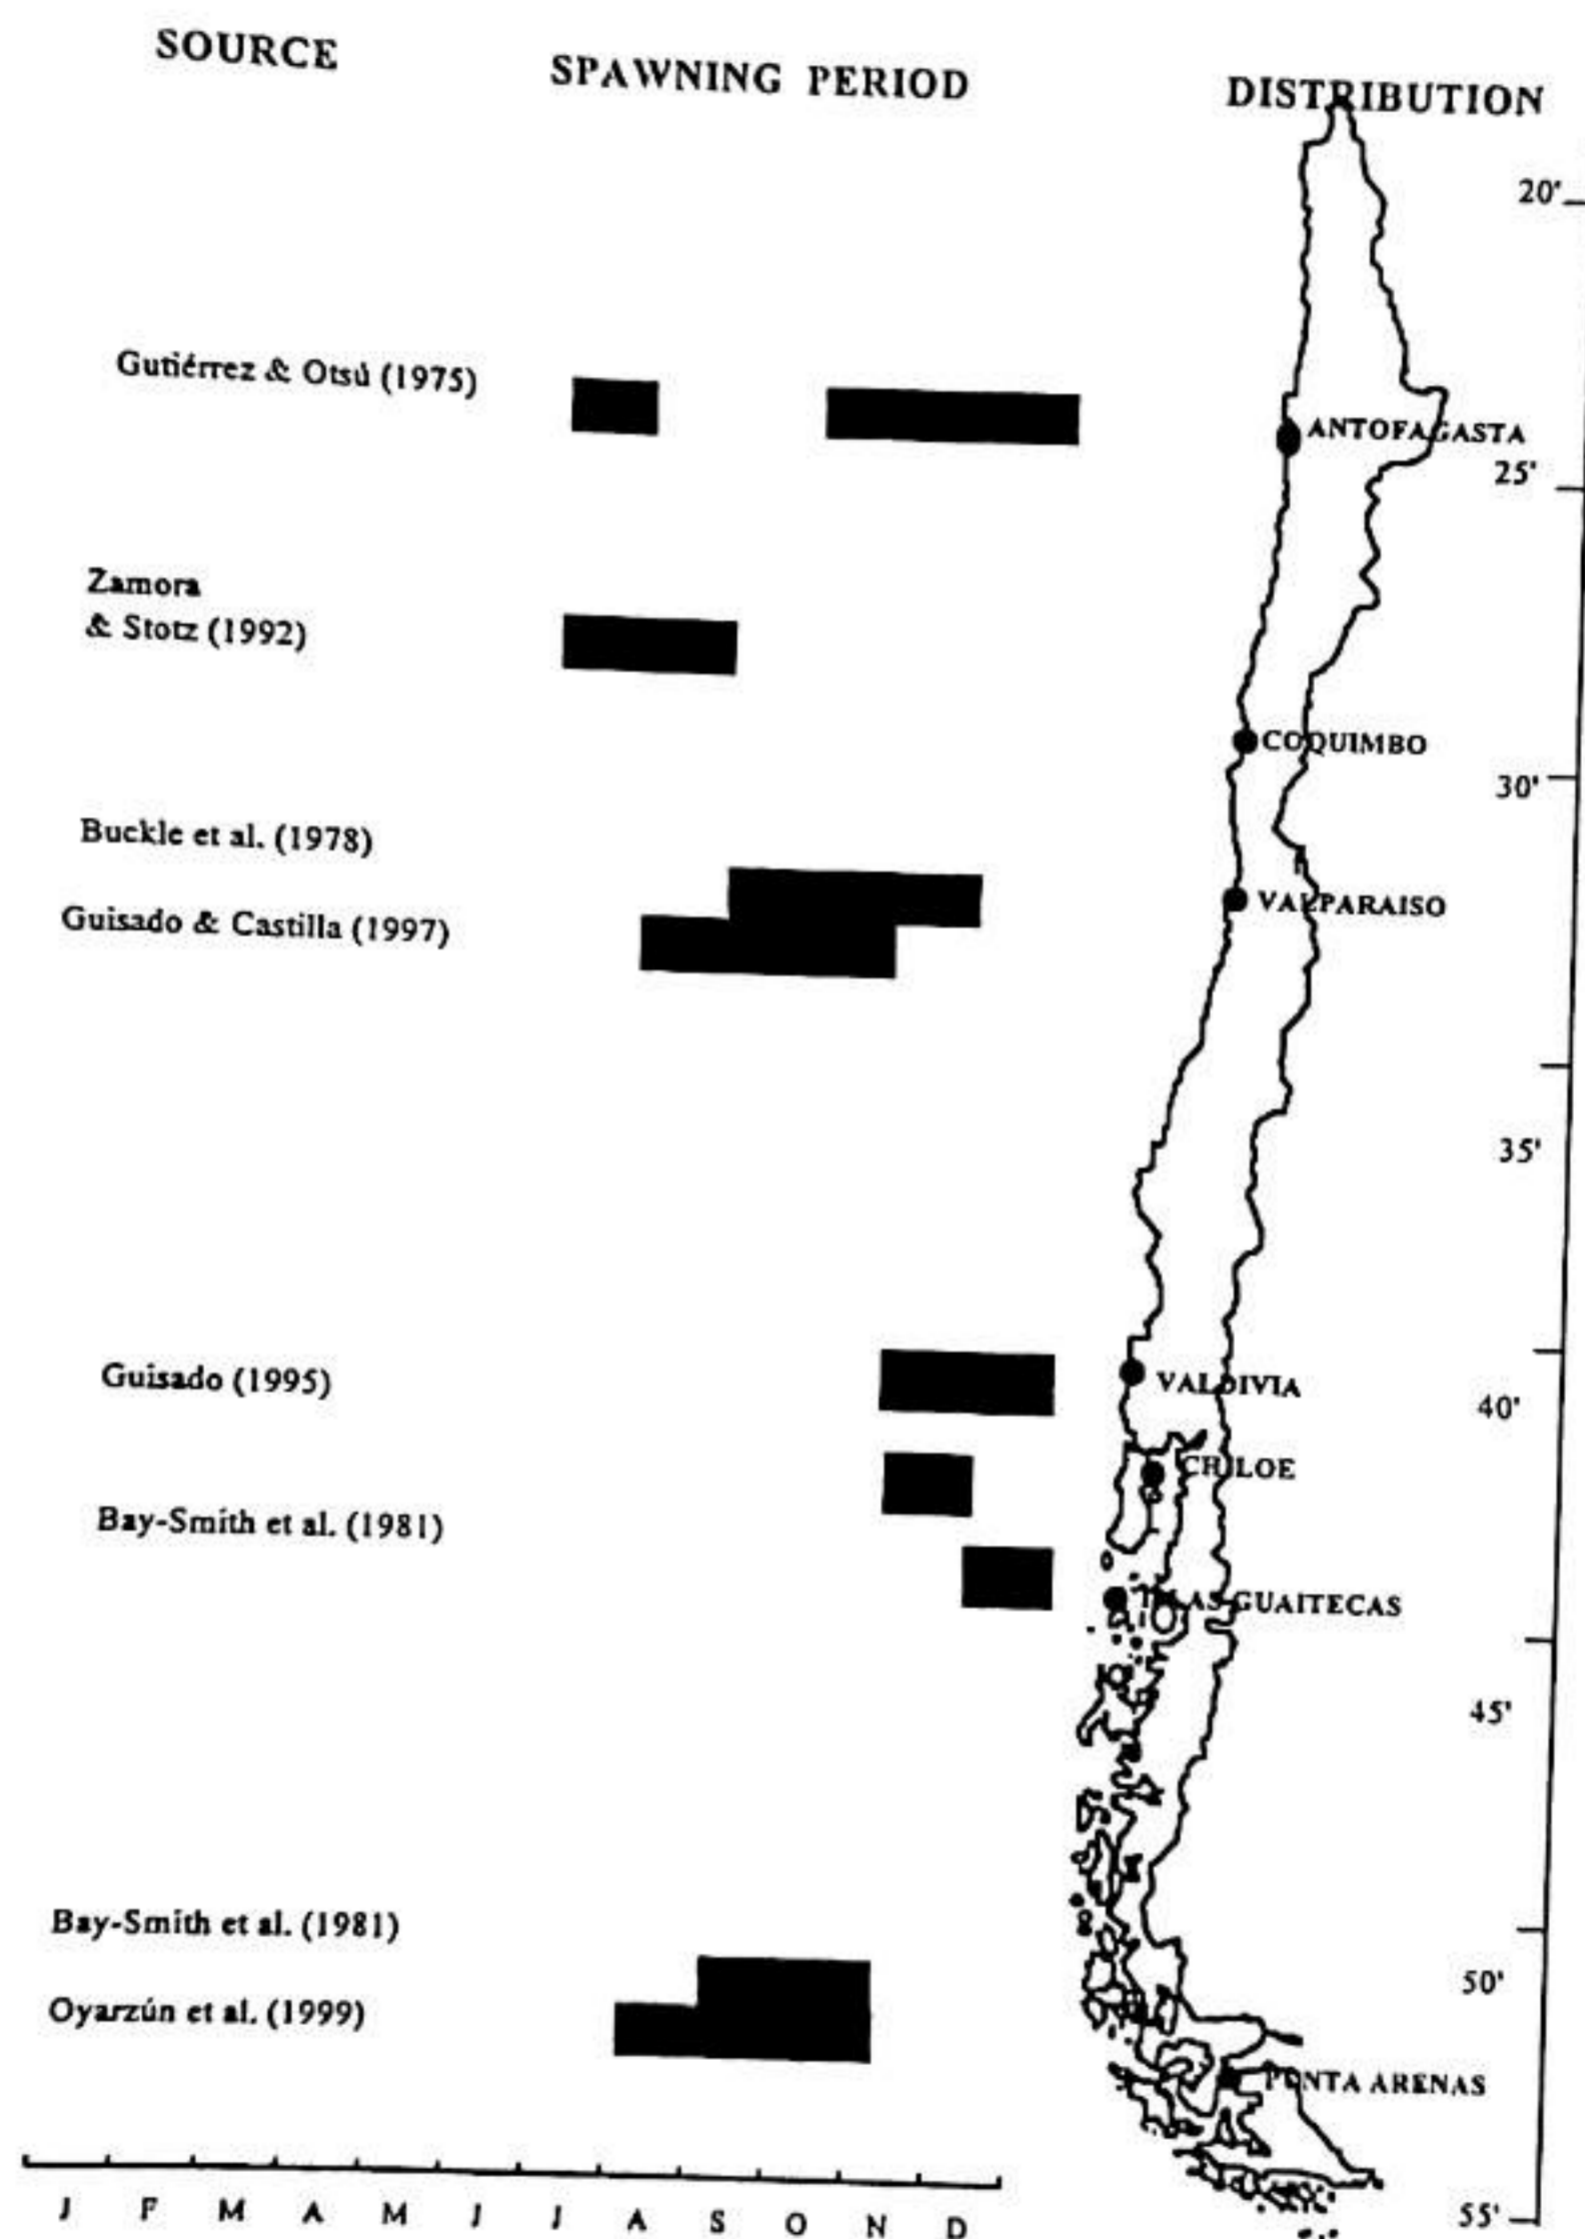 SOURCE
SPAWNING PERIOD
DISTRIBUTION
20'
Gutiérrez & Otsú (1975)
ANTOFAGASTA
25'
Zamora
& Stotz (1992)
COQUIMBO
30'
Buckle et al. (1978)
VALPARAISO
Guisado & Castilla (1997)
35'
Guisado (1995)
VALDIVIA
40'
CHILOE
Bay-Smith et al. (1981)
ISLAS GUAITECAS
45'
Bay-Smith et al. (1981)
50'
Oyarzún et al. (1999)
PUNTA ARENAS
J F M A M J J A S O N D
55'